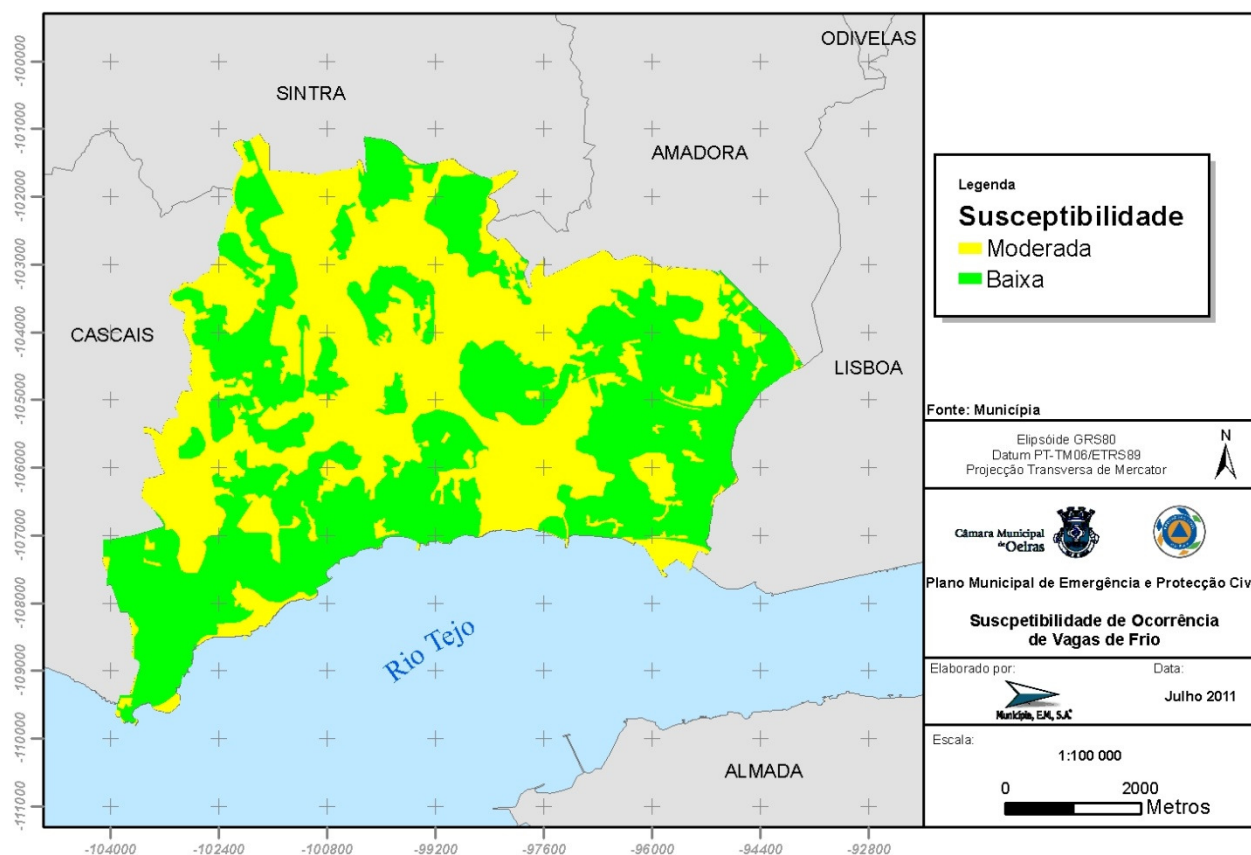 ODIVELAS
SINTRA
AMADORA
CASCAIS
LISBOA
Rio Tejo
ALMADA
-100000
-101000
-102000
-103000
-104000
-105000
-106000
-107000
-108000
-109000
-110000
-111000
-104000
-102400
-100800
-99200
-97600
-96000
-94400
-92800
Legenda
Susceptibilidade
Moderada
Baixa
Fonte: Municípia
Elipsóide GRS80
Datum PT-TM06/ETRS89
Projecção Transversa de Mercator
N
Câmara Municipal
de Oeiras
Plano Municipal de Emergência e Protecção Civ
Suscpetibilidade de Ocorrência
de Vagas de Frio
Elaborado por:
Municípia, E.M., S.A.
Data:
Julho 2011
Escala:
1:100 000
0 2000
Metros